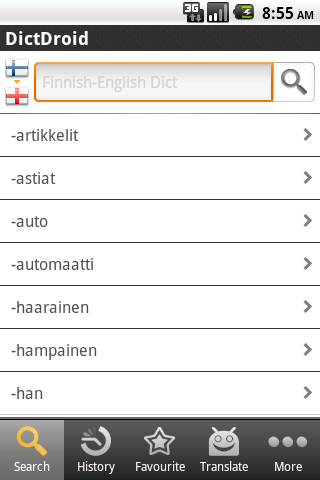 3G 8:55 AM
DictDroid
Finnish-English Dict
-artikkelit
-astiat
-auto
-automaatti
-haarainen
-hampainen
-han
Search History Favourite Translate More